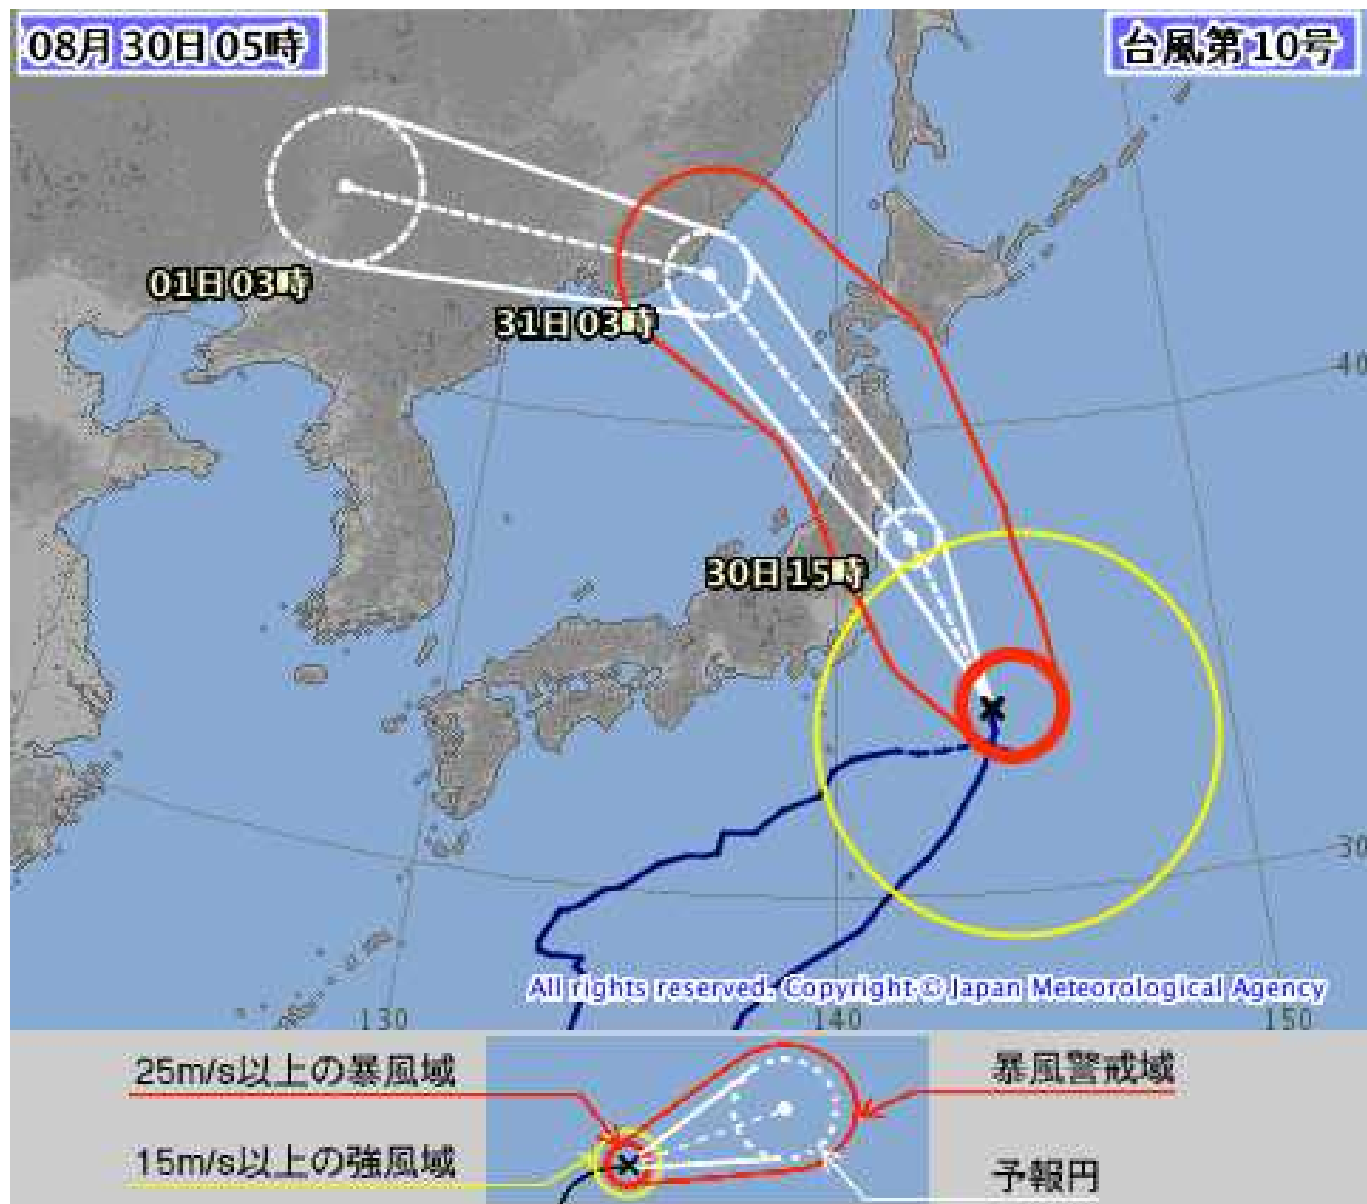 08月30日05時
台風第10号
01日03時
31日03時
40
30日15時
30
All rights reserved. Copyright © Japan Meteorological Agency
130
140
150
25m/s以上の暴風域
暴風警戒域
15m/s以上の強風域
予報円